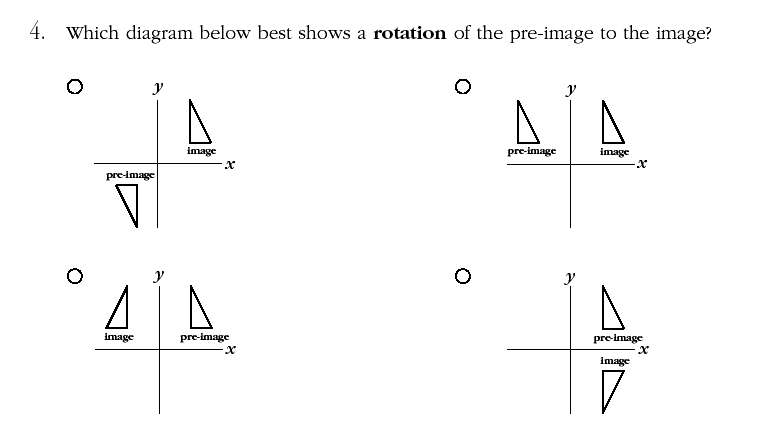 4. Which diagram below best shows a rotation of the pre-image to the image?
y
image
x
pre-image
y
pre-image
image
x
y
image
pre-image
x
y
pre-image
x
image